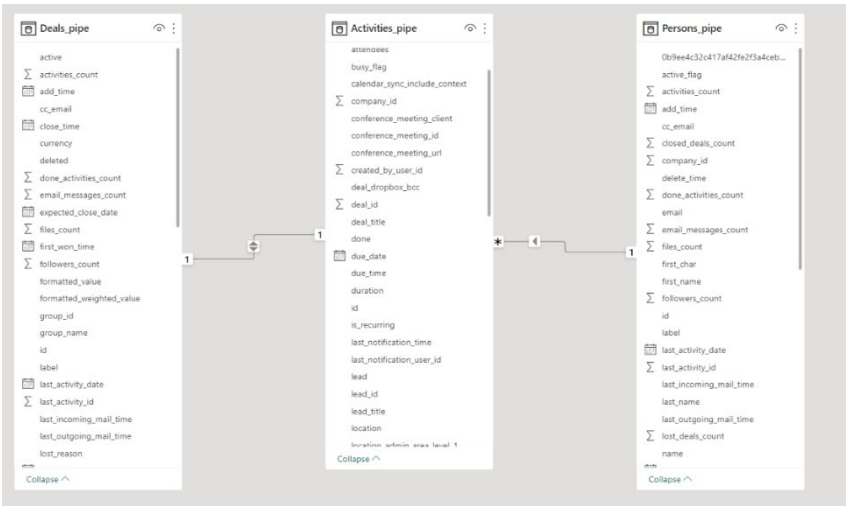 Deals_pipe
active
activities_count
add_time
cc_email
close_time
currency
deleted
done_activities_count
email_messages_count
expected_close_date
files_count
first_won_time
followers_count
formatted_value
formatted_weighted_value
group_id
group_name
id
label
last_activity_date
last_activity_id
last_incoming_mail_time
last_outgoing_mail_time
lost_reason
Collapse
1
1
Activities_pipe
attendees
busy_flag
calendar_sync_include_context
company_id
conference_meeting_client
conference_meeting_id
conference_meeting_url
created_by_user_id
deal_dropbox_bcc
deal_id
deal_title
done
due_date
due_time
duration
id
is_recurring
last_notification_time
last_notification_user_id
lead
lead_id
lead_title
location
location_admin_area_level_1
Collapse
*
1
Persons_pipe
0b9ee4c32c417af42fe2f3a4ceb...
active_flag
activities_count
add_time
cc_email
closed_deals_count
company_id
delete_time
done_activities_count
email
email_messages_count
files_count
first_char
first_name
followers_count
id
label
last_activity_date
last_activity_id
last_incoming_mail_time
last_name
last_outgoing_mail_time
lost_deals_count
name
Collapse